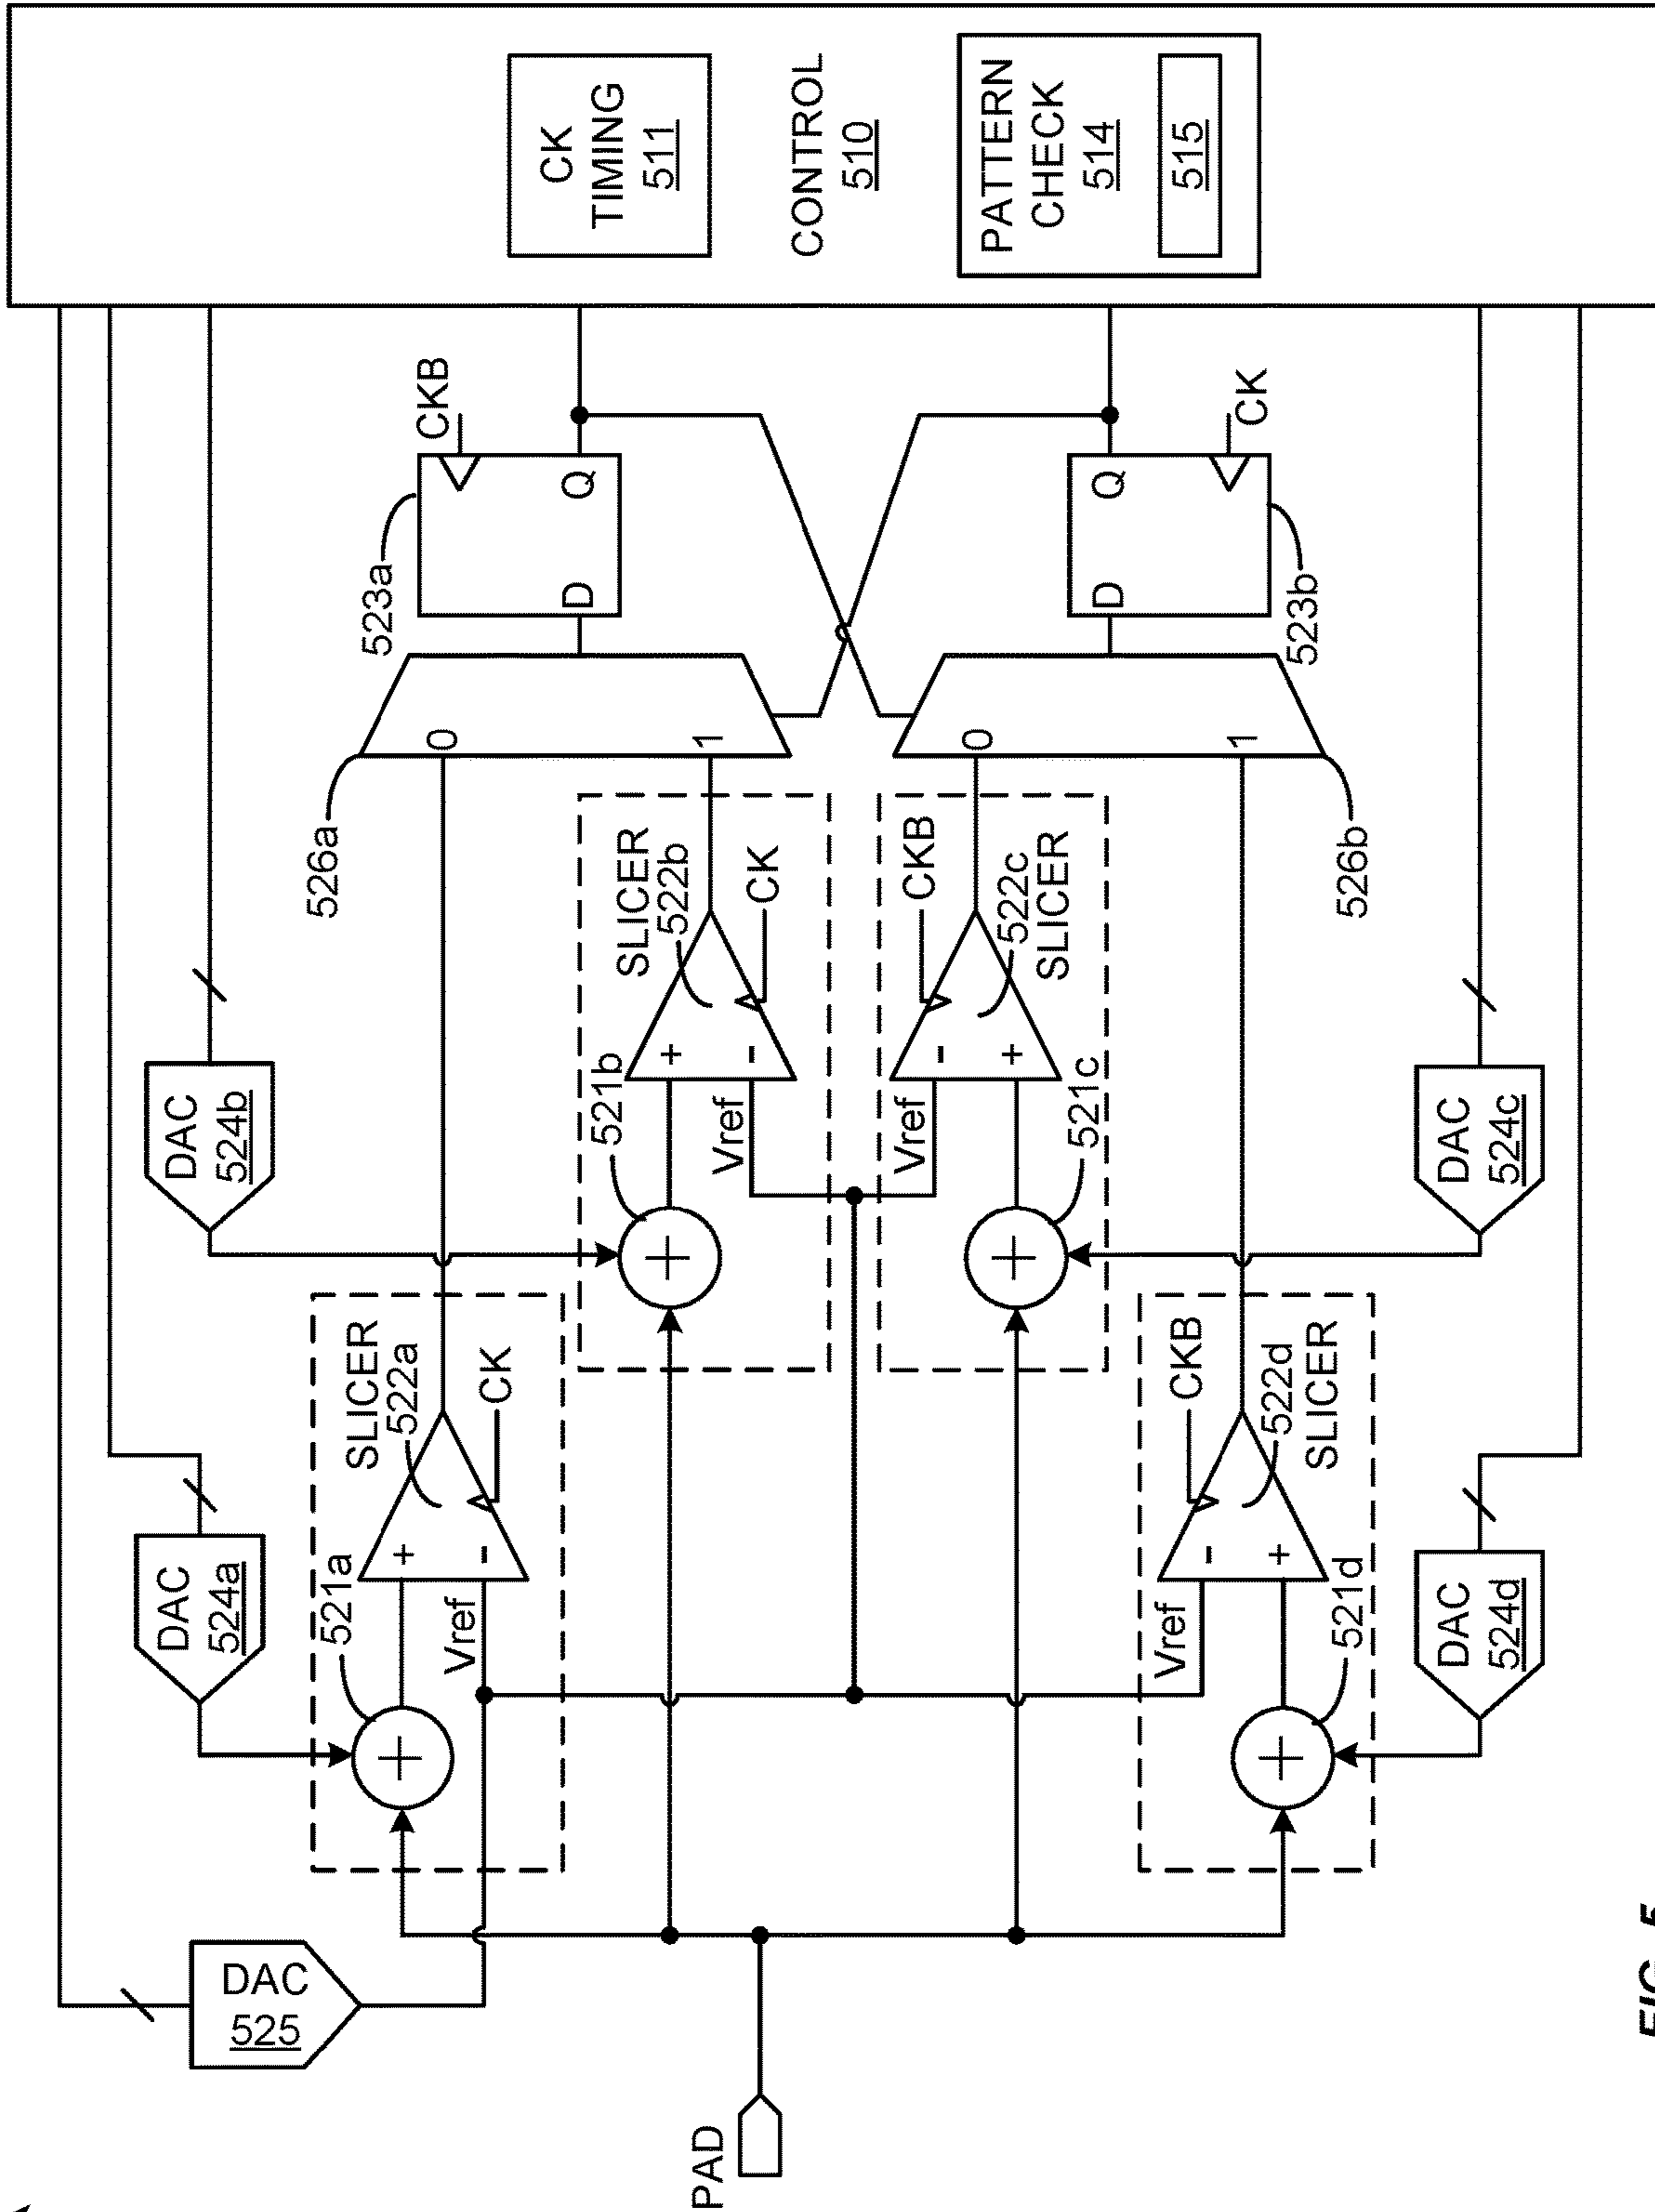 PAD
DAC
525
DAC
524a
521a
Vref
+
-
SLICER
522a
CK
DAC
524b
521b
Vref
+
-
SLICER
522b
CK
Vref
-
+
521c
CKB
522c
SLICER
DAC
524c
Vref
-
+
521d
CKB
522d
SLICER
DAC
524d
526a
0
1
526b
0
1
523a
D
Q
CKB
523b
D
Q
CK
CK
TIMING
511
CONTROL
510
PATTERN
CHECK
514
515
FIG. 5